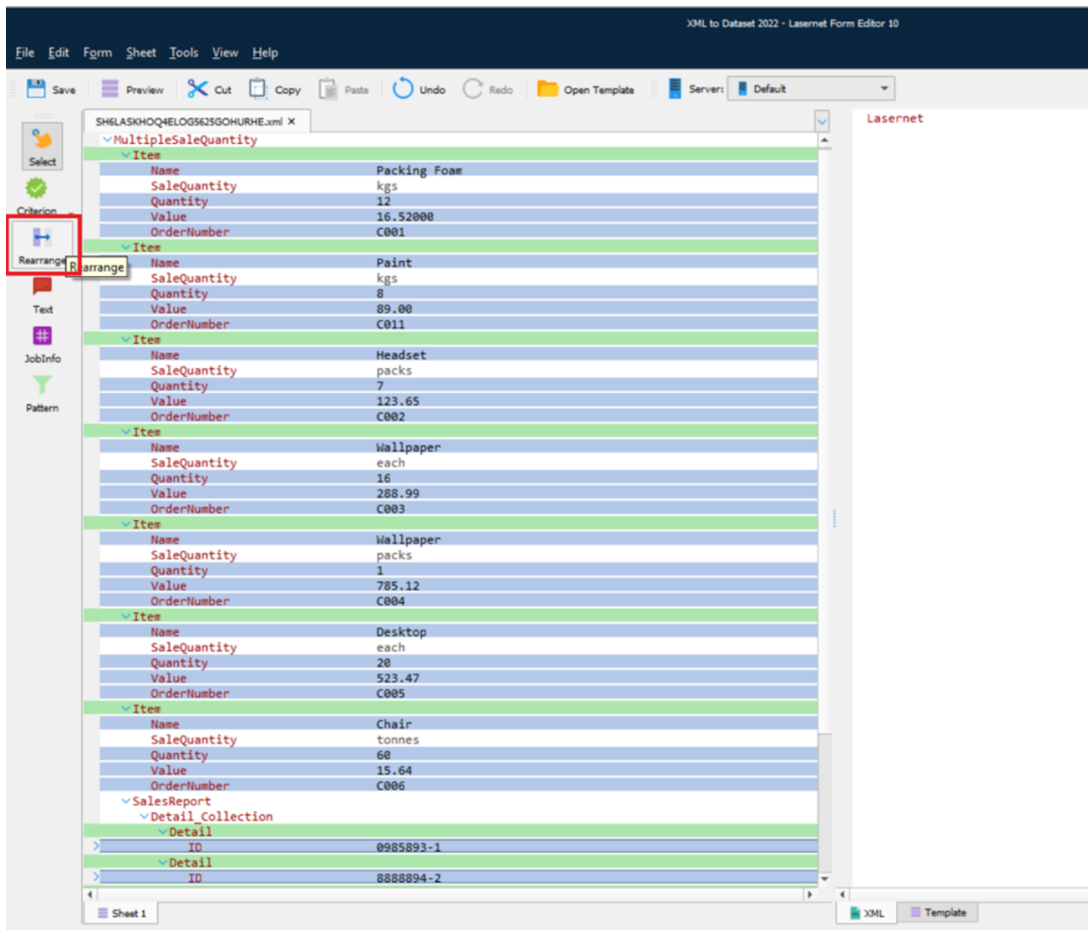 XML to Dataset 2022 - Lasernet Form Editor 10
File Edit Form Sheet Tools View Help
Save Preview Cut Copy Paste Undo Redo Open Template Server: Default
SH6LASKHOQ4ELOG5625GOHURHE.xml
Lasernet
Select
Criterion
Rearrange
Rearrange
Text
JobInfo
Pattern
MultipleSaleQuantity
Item
Name Packing Foam
SaleQuantity kgs
Quantity 12
Value 16.52000
OrderNumber C001
Item
Name Paint
SaleQuantity kgs
Quantity 8
Value 89.00
OrderNumber C011
Item
Name Headset
SaleQuantity packs
Quantity 7
Value 123.65
OrderNumber C002
Item
Name Wallpaper
SaleQuantity each
Quantity 16
Value 288.99
OrderNumber C003
Item
Name Wallpaper
SaleQuantity packs
Quantity 1
Value 785.12
OrderNumber C004
Item
Name Desktop
SaleQuantity each
Quantity 20
Value 523.47
OrderNumber C005
Item
Name Chair
SaleQuantity tonnes
Quantity 60
Value 15.64
OrderNumber C006
SalesReport
Detail_Collection
Detail
ID 0985893-1
Detail
ID 8888894-2
Sheet 1
XML Template